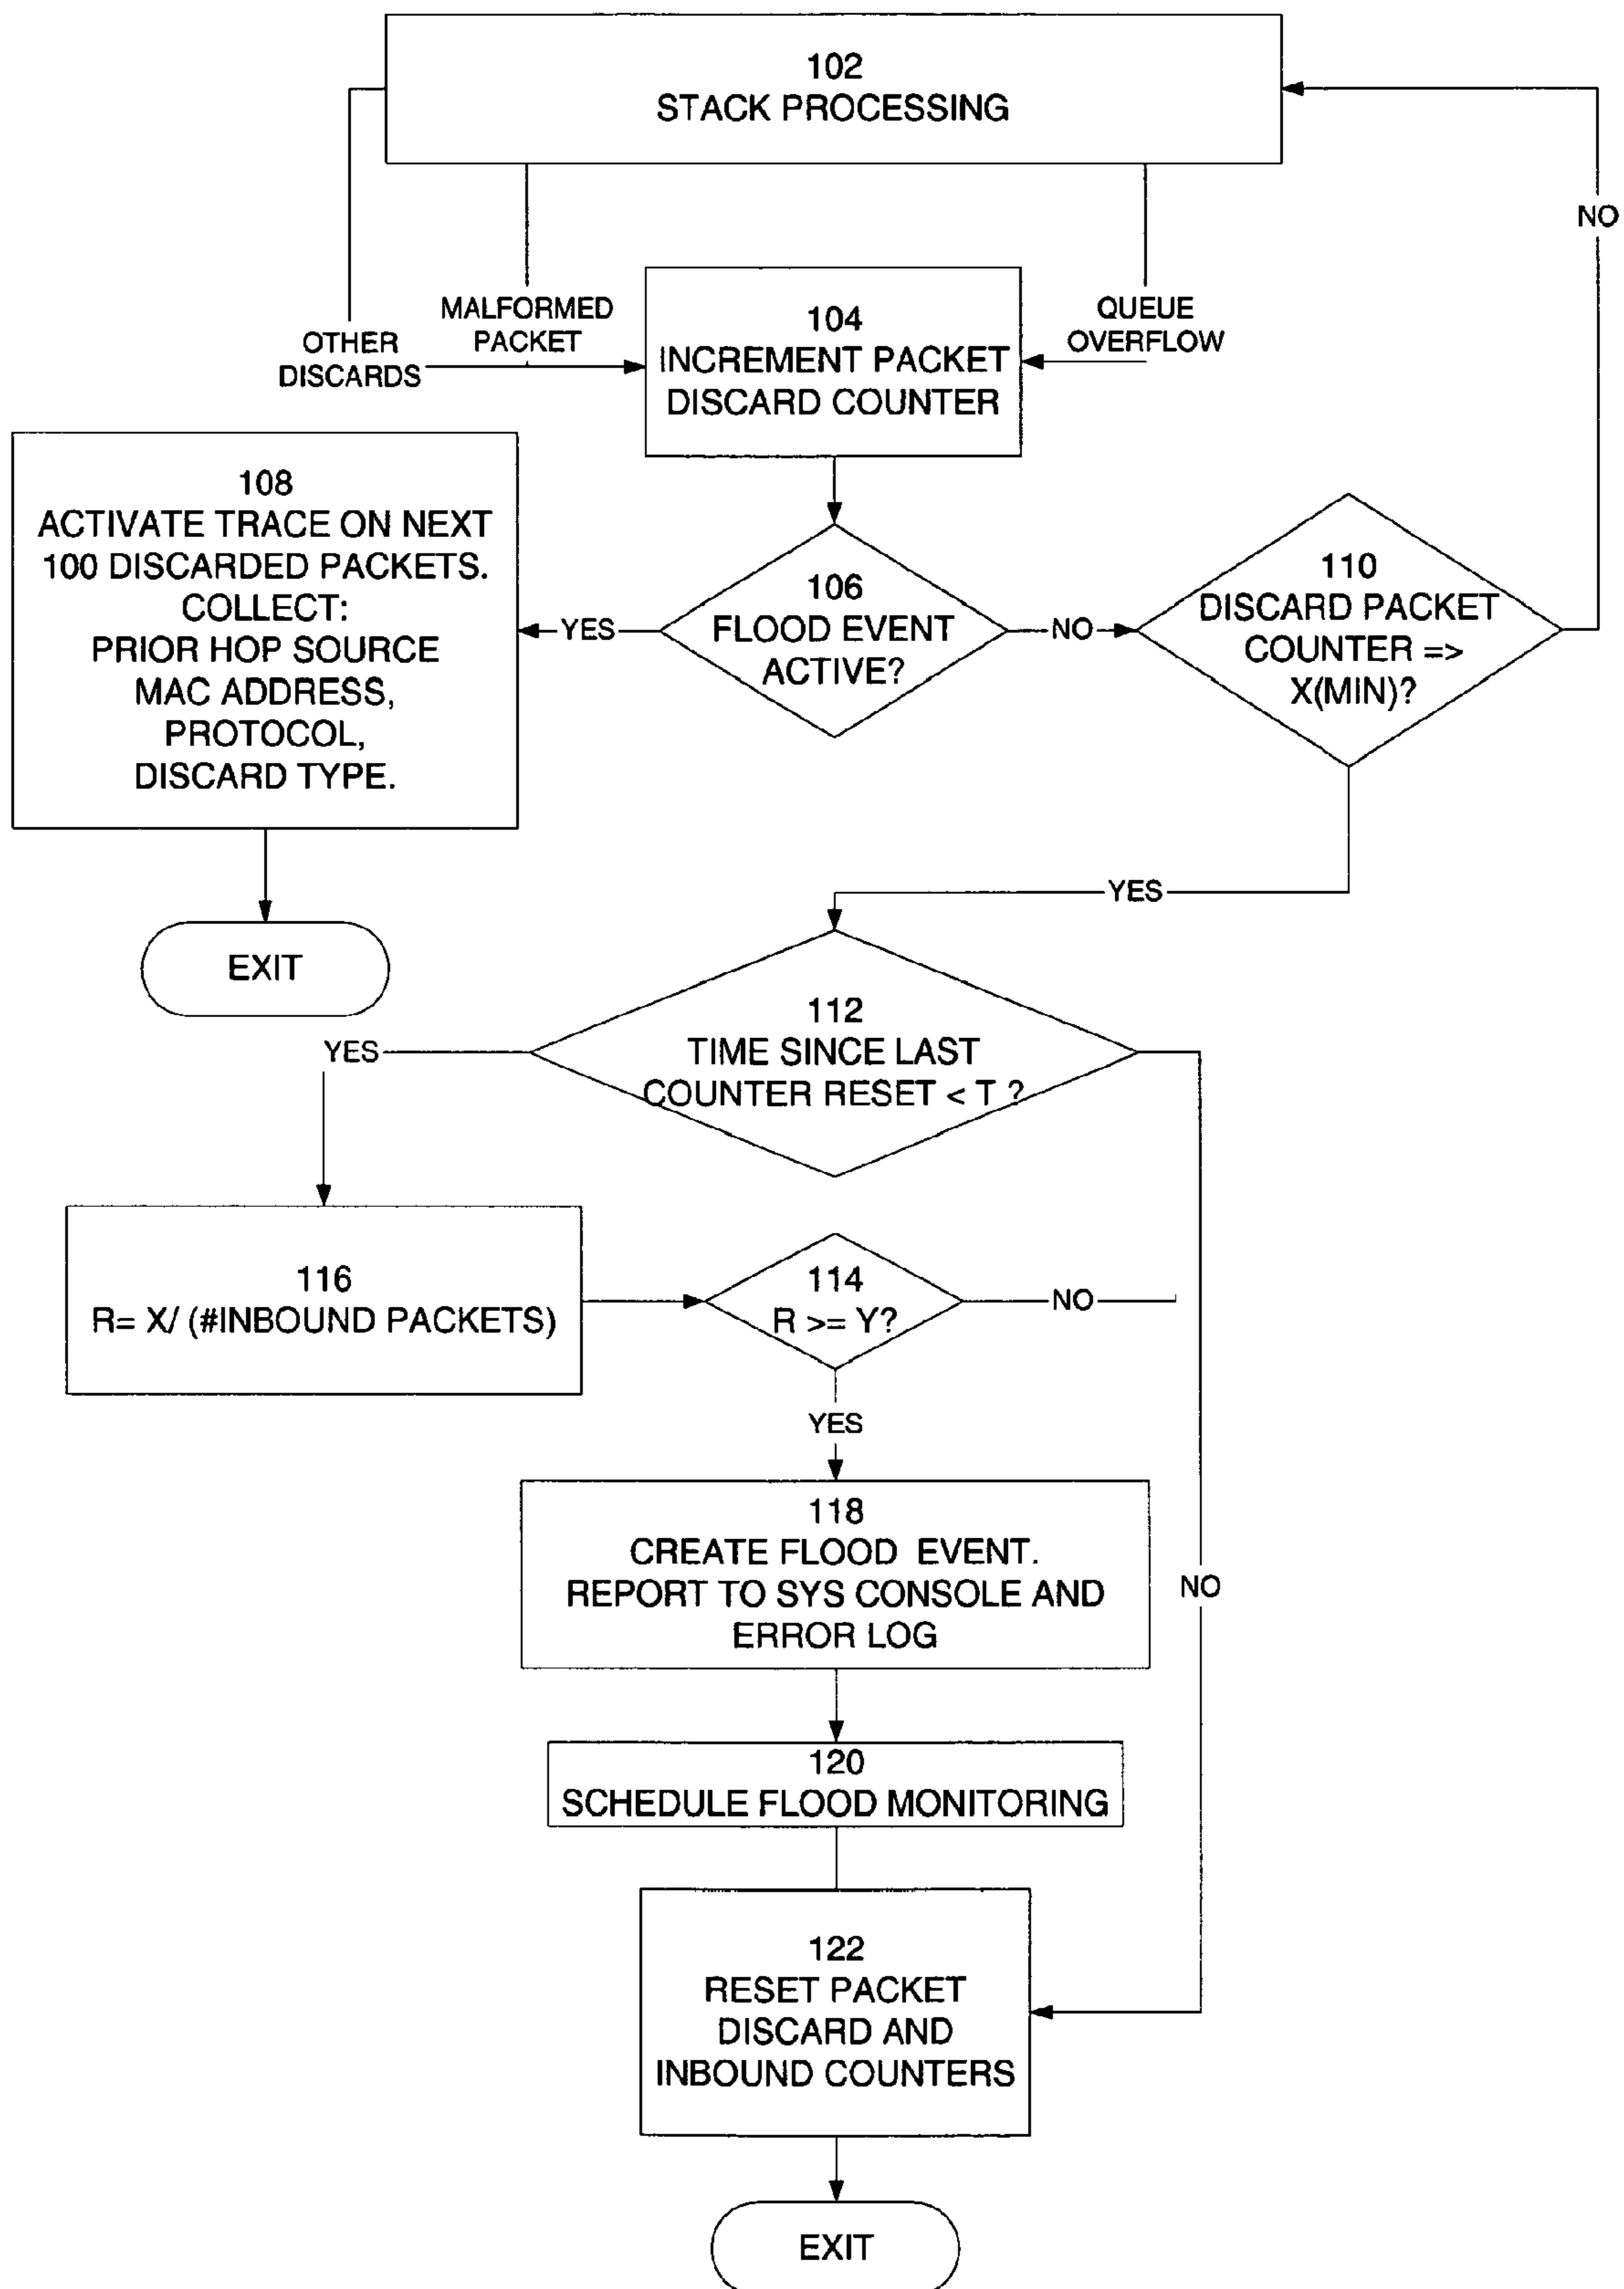 102
STACK PROCESSING
NO
MALFORMED
PACKET
QUEUE
OVERFLOW
OTHER
DISCARDS
104
INCREMENT PACKET
DISCARD COUNTER
108
ACTIVATE TRACE ON NEXT
100 DISCARDED PACKETS.
COLLECT:
PRIOR HOP SOURCE
MAC ADDRESS,
PROTOCOL,
DISCARD TYPE.
YES
106
FLOOD EVENT
ACTIVE?
NO
110
DISCARD PACKET
COUNTER =>
X(MIN)?
YES
EXIT
112
TIME SINCE LAST
COUNTER RESET < T ?
YES
116
R= X/ (#INBOUND PACKETS)
114
R >= Y?
NO
YES
118
CREATE FLOOD EVENT.
REPORT TO SYS CONSOLE AND
ERROR LOG
NO
120
SCHEDULE FLOOD MONITORING
122
RESET PACKET
DISCARD AND
INBOUND COUNTERS
EXIT